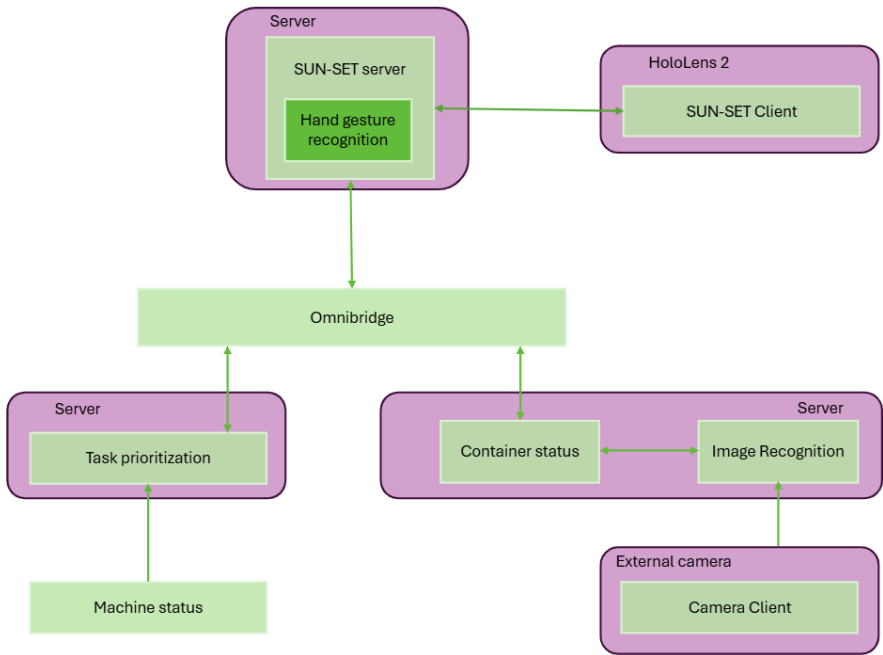 Server
SUN-SET server
Hand gesture
recognition
HoloLens 2
SUN-SET Client
Omnibridge
Server
Task prioritization
Server
Container status
Image Recognition
Machine status
External camera
Camera Client